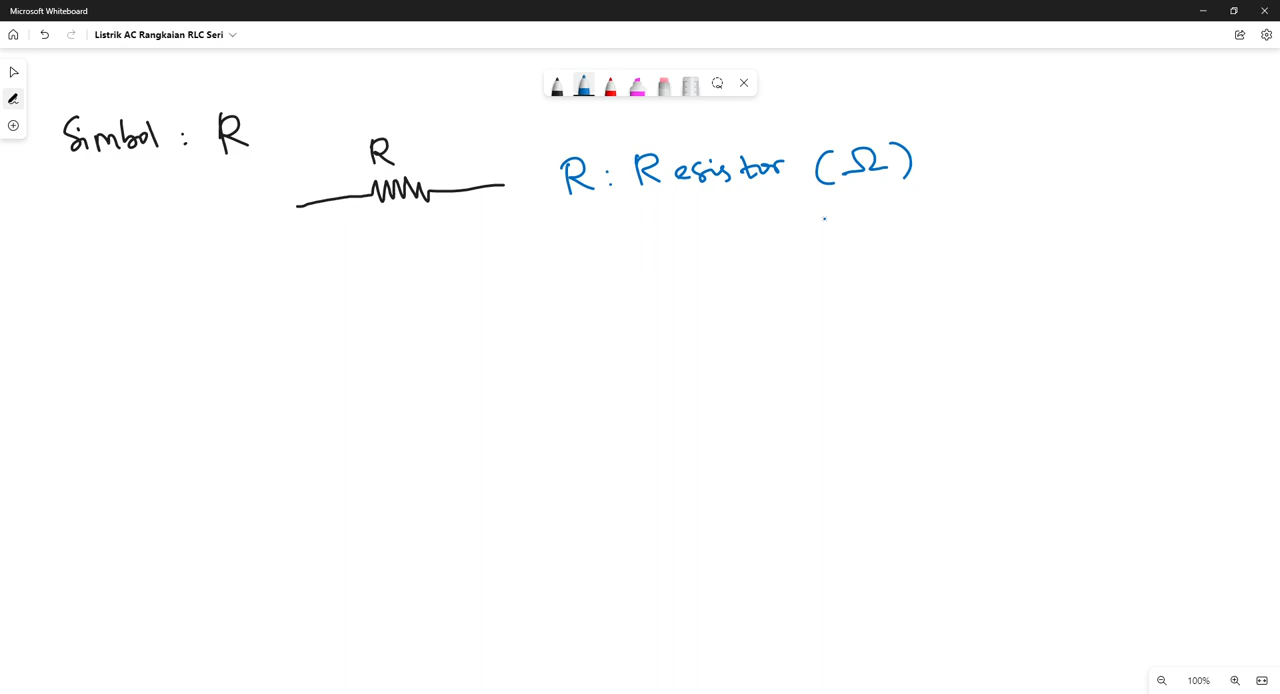 Microsoft Whiteboard
Listrik AC Rangkaian RLC Seri
Simbol : R
R
R : Resistor (Ω)
100%